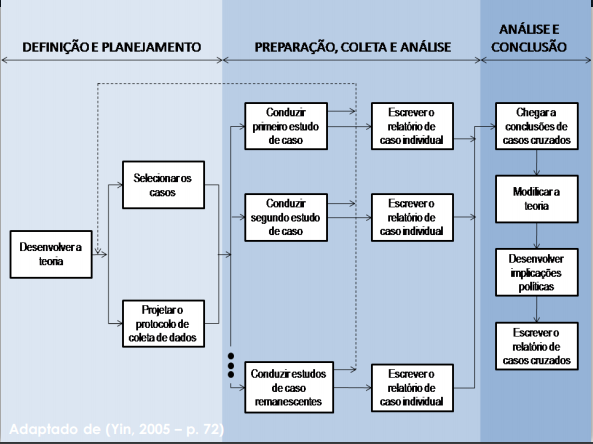 DEFINIÇÃO E PLANEJAMENTO
PREPARAÇÃO, COLETA E ANÁLISE
ANÁLISE E
CONCLUSÃO
Desenvolver a
teoria
Selecionar os
casos
Projetar o
protocolo de
coleta de dados
Conduzir
primeiro estudo
de caso
Escrever o
relatório de
caso individual
Conduzir
segundo estudo
de caso
Escrever o
relatório de
caso individual
Conduzir estudos
de caso
remanescentes
Escrever o
relatório de
caso individual
Chegar a
conclusões de
casos cruzados
Modificar a
teoria
Desenvolver
implicações
políticas
Escrever o
relatório de
casos cruzados
Adaptado de (Yin, 2005 – p. 72)